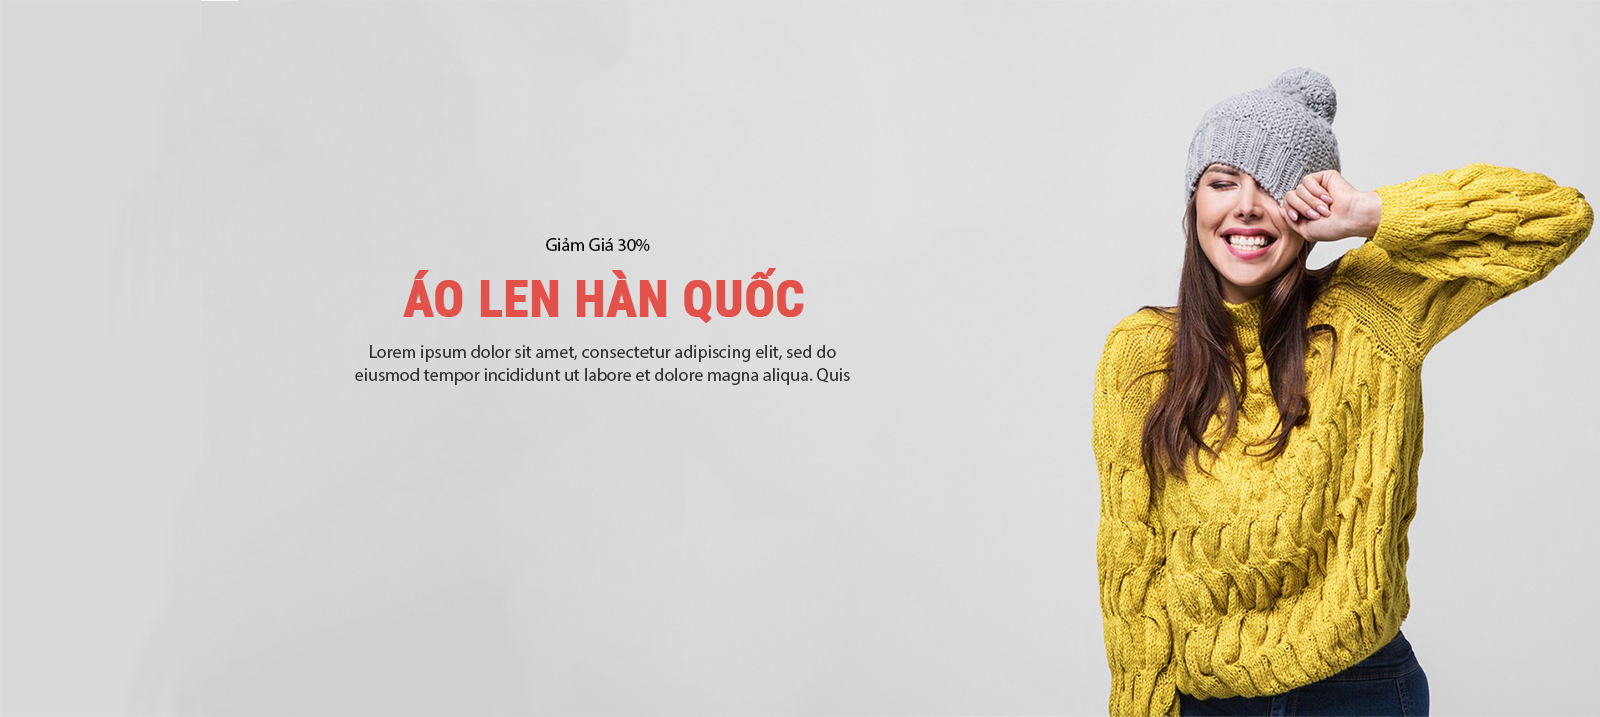 Giảm Giá 30%
ÁO LEN HÀN QUỐC
Lorem ipsum dolor sit amet, consectetur adipiscing elit, sed do
eiusmod tempor incididunt ut labore et dolore magna aliqua. Quis